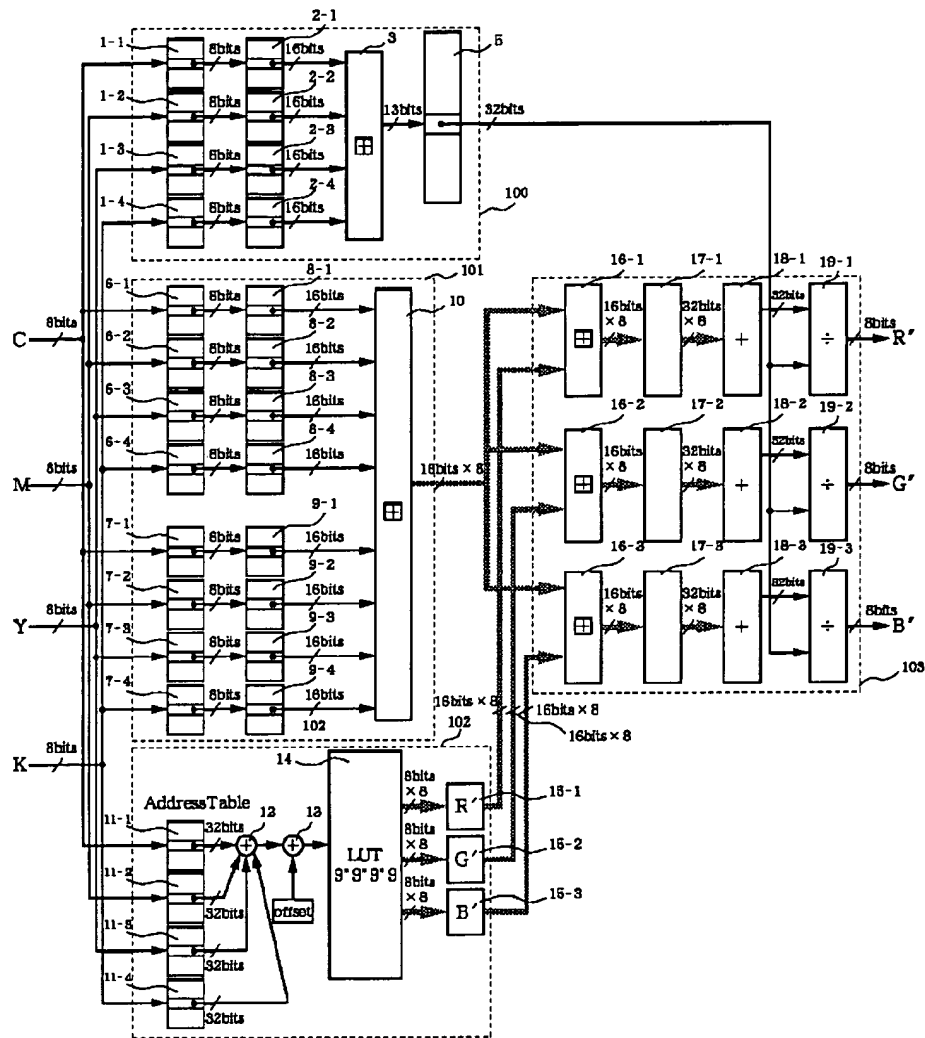 2-1
1-1
8bits
16bits
3
5
1-2
8bits
2-2
16bits
13bits
32bits
1-3
8bits
2-3
16bits
⊞
1-4
8bits
2-4
16bits
100
101
6-1
8bits
8-1
16bits
10
C
8bits
6-2
8bits
8-2
16bits
6-3
8bits
8-3
16bits
6-4
8bits
8-4
16bits
M
8bits
⊞
16bits × 8
7-1
8bits
9-1
16bits
7-2
8bits
9-2
16bits
Y
8bits
7-3
8bits
9-3
16bits
7-4
8bits
9-4
16bits
102
K
8bits
16-1
17-1
18-1
19-1
⊞
16bits
× 8
32bits
× 8
+
32bits
÷
8bits
R′
16-2
17-2
18-2
19-2
⊞
16bits
× 8
32bits
× 8
+
32bits
÷
8bits
G′
16-3
17-3
18-3
19-3
⊞
16bits
× 8
32bits
× 8
+
32bits
÷
8bits
B′
103
16bits × 8
16bits × 8
16bits × 8
102
14
AddressTable
11-1
32bits
12
13
+
+
offset
11-2
32bits
11-3
32bits
11-4
32bits
LUT
9*9*9*9
8bits
× 8
R′
15-1
8bits
× 8
G′
15-2
8bits
× 8
B′
15-3